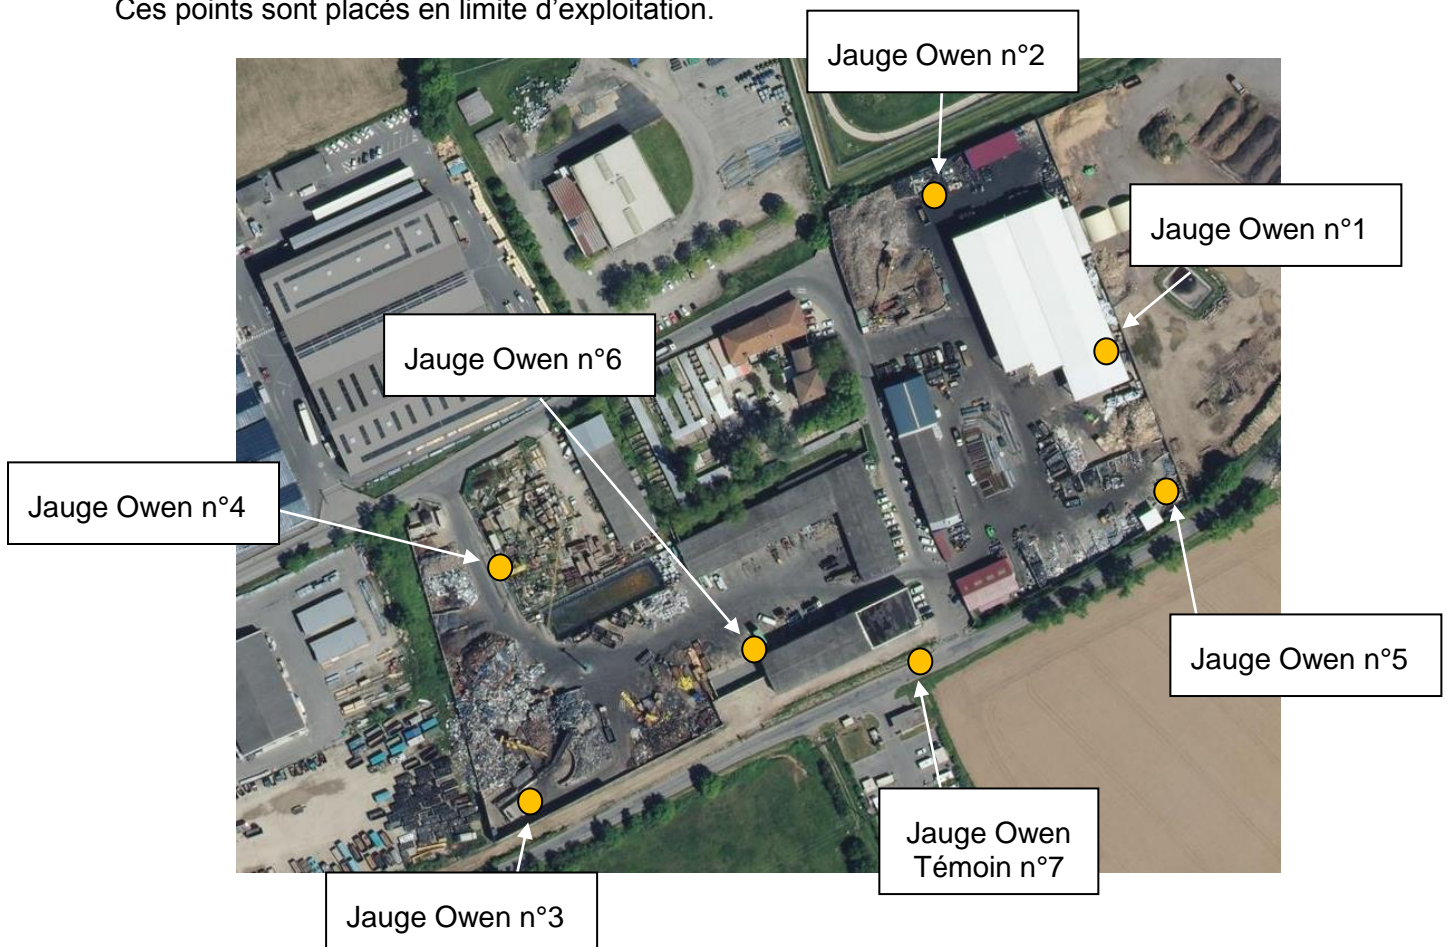 Ces points sont placés en limite d'exploitation.
Jauge Owen n°2
Jauge Owen n°1
Jauge Owen n°6
Jauge Owen n°4
Jauge Owen n°5
Jauge Owen
Témoin n°7
Jauge Owen n°3